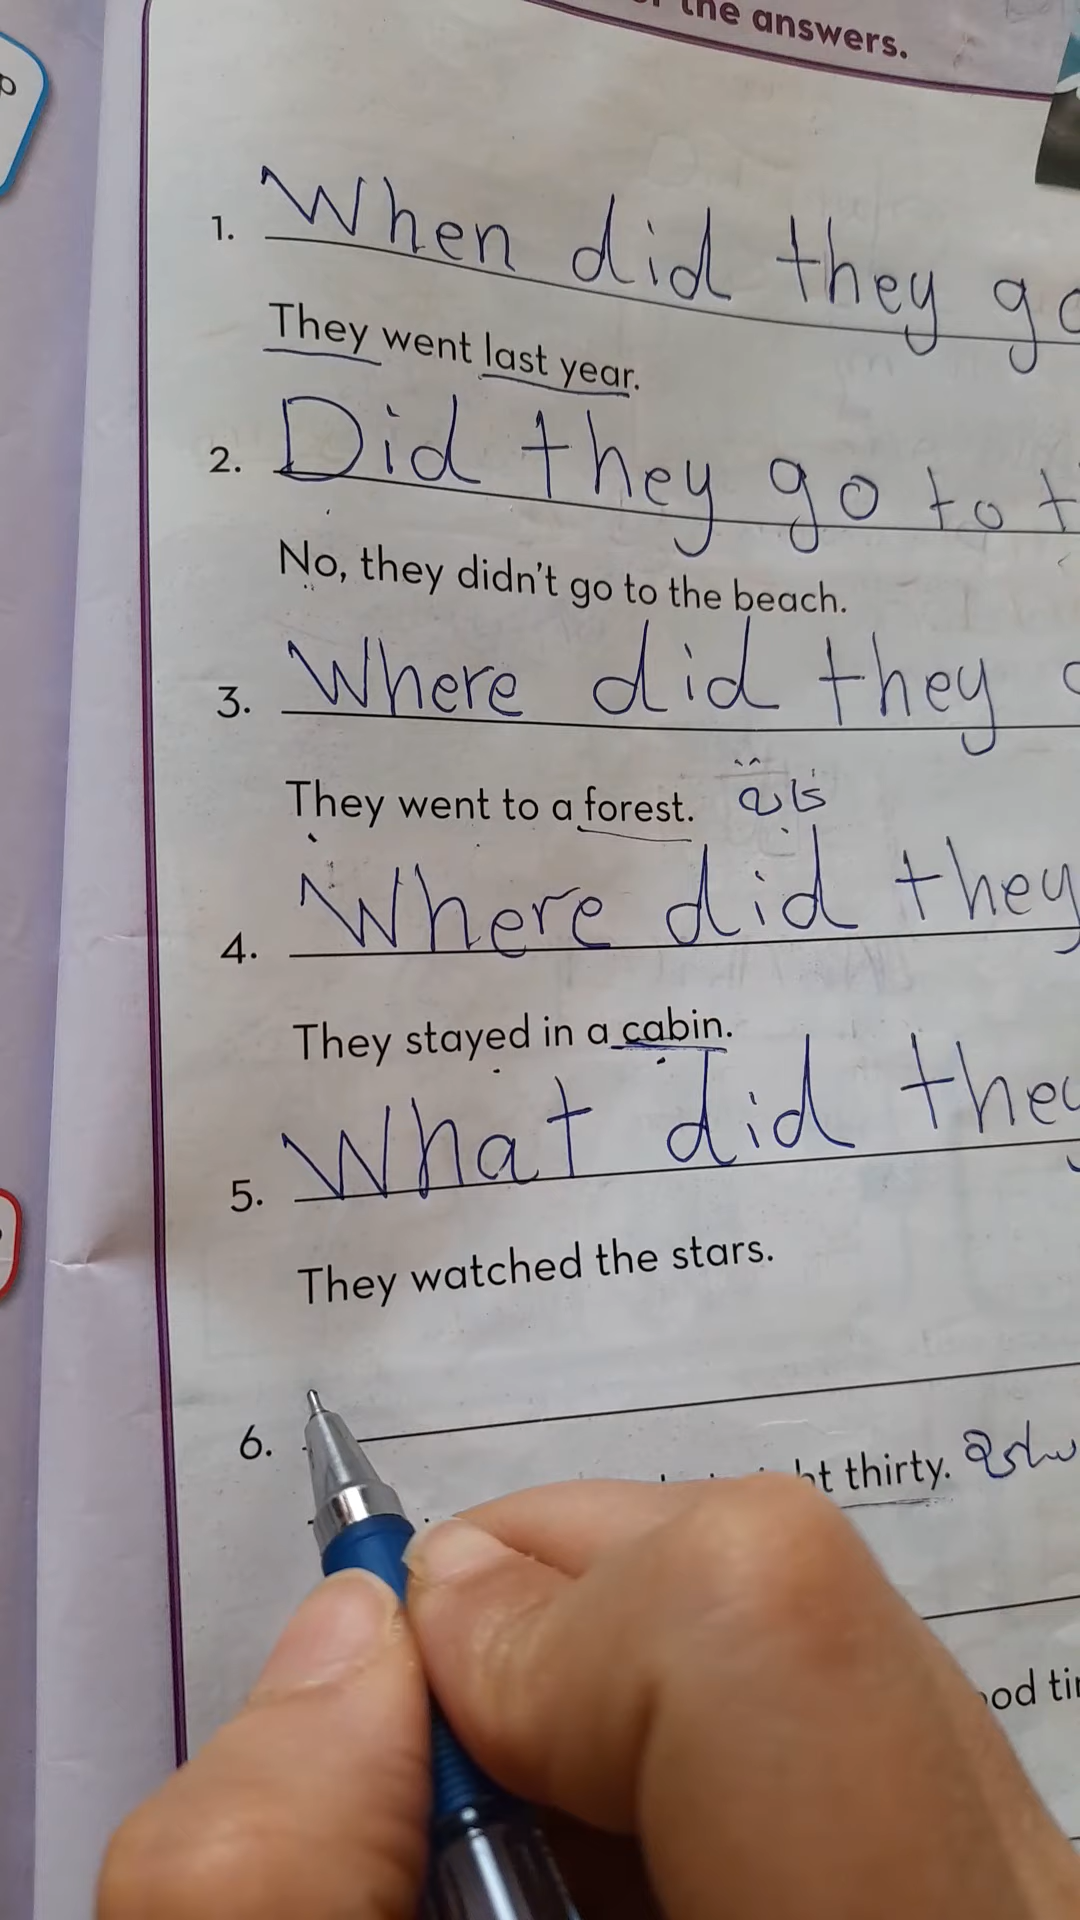 the answers.
1. When did they go
They went last year.
2. Did they go to t
No, they didn't go to the beach.
3. Where did they
They went to a forest.
4. Where did they
They stayed in a cabin.
5. What did they
They watched the stars.
6.
thirty.